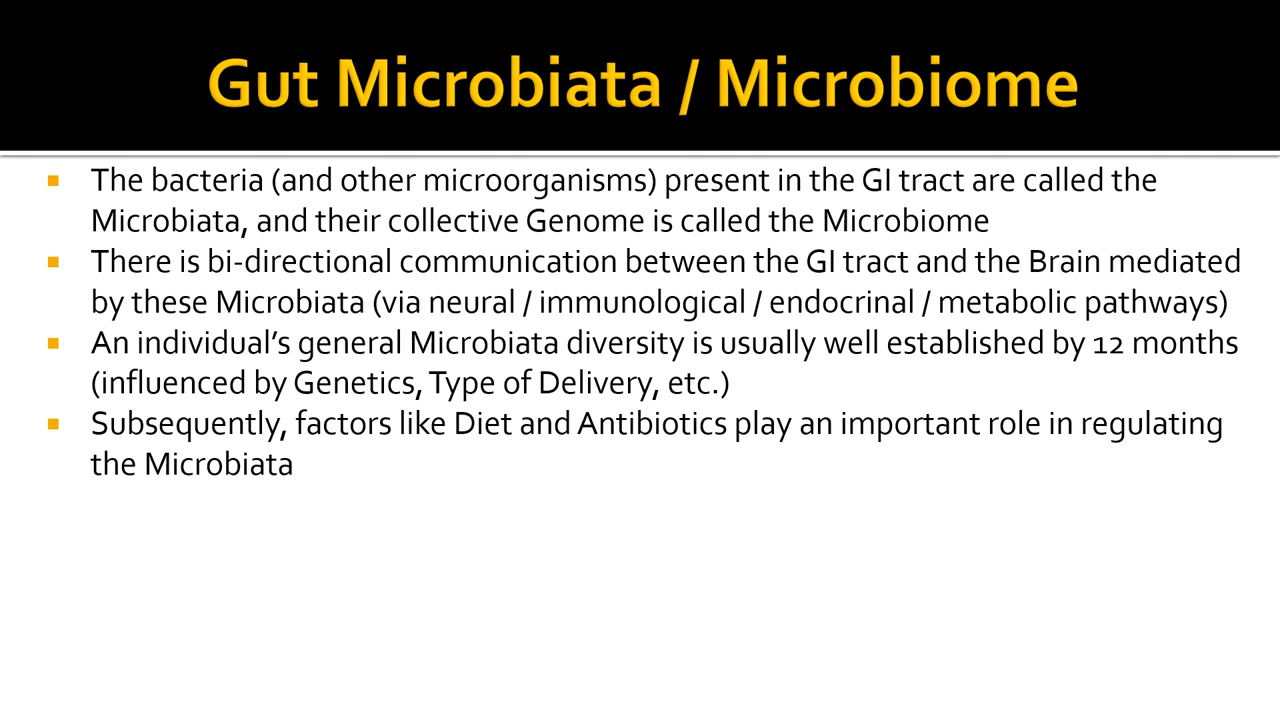 Gut Microbiata / Microbiome
The bacteria (and other microorganisms) present in the GI tract are called the
Microbiata, and their collective Genome is called the Microbiome
There is bi-directional communication between the GI tract and the Brain mediated
by these Microbiata (via neural / immunological / endocrinal / metabolic pathways)
An individual’s general Microbiata diversity is usually well established by 12 months
(influenced by Genetics, Type of Delivery, etc.)
Subsequently, factors like Diet and Antibiotics play an important role in regulating
the Microbiata